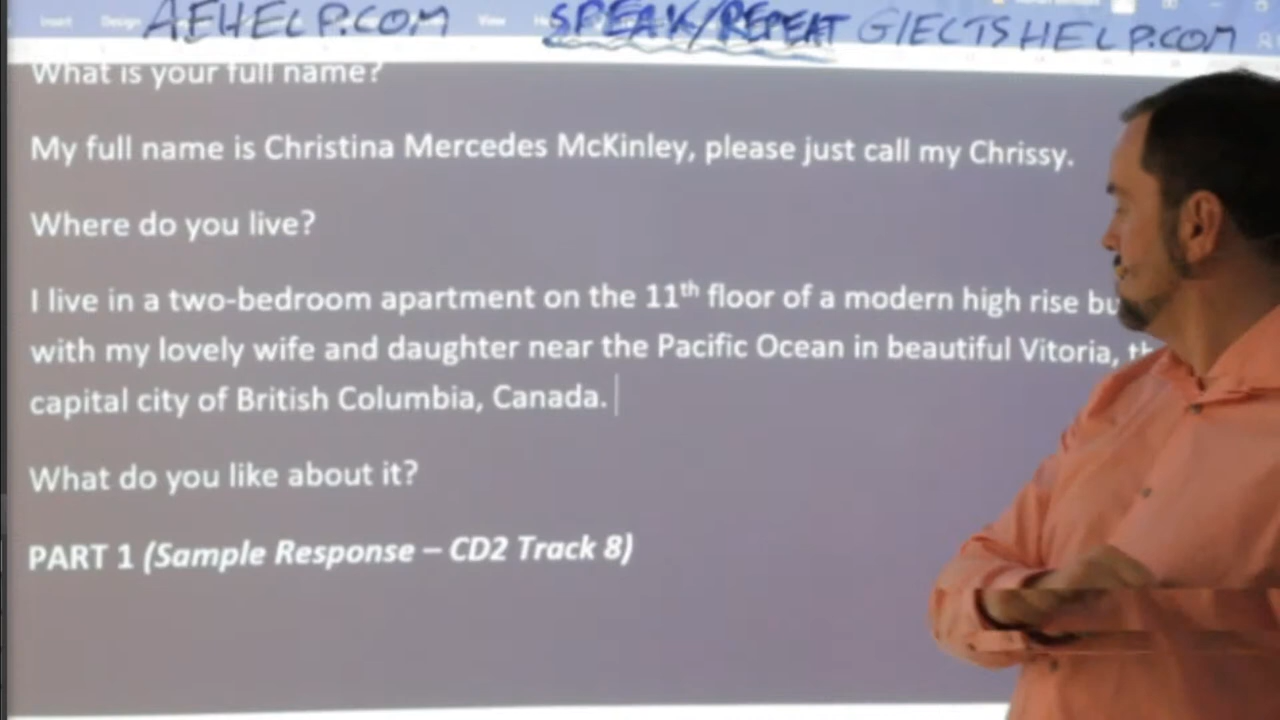 Insert Design View
AEHELP.COM SPEAK/REPEAT GIELTSHELP.COM
What is your full name?
My full name is Christina Mercedes McKinley, please just call my Chrissy.
Where do you live?
I live in a two-bedroom apartment on the 11th floor of a modern high rise
with my lovely wife and daughter near the Pacific Ocean in beautiful Vitoria,
capital city of British Columbia, Canada.
What do you like about it?
PART 1 (Sample Response – CD2 Track 8)